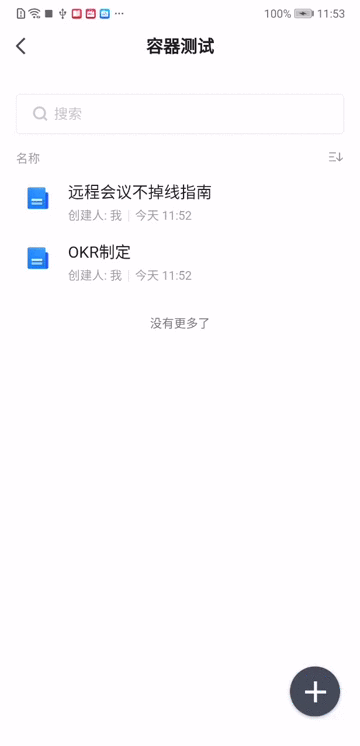 100% 11:53
容器测试
搜索
名称
远程会议不掉线指南
创建人: 我 | 今天 11:52
OKR制定
创建人: 我 | 今天 11:52
没有更多了